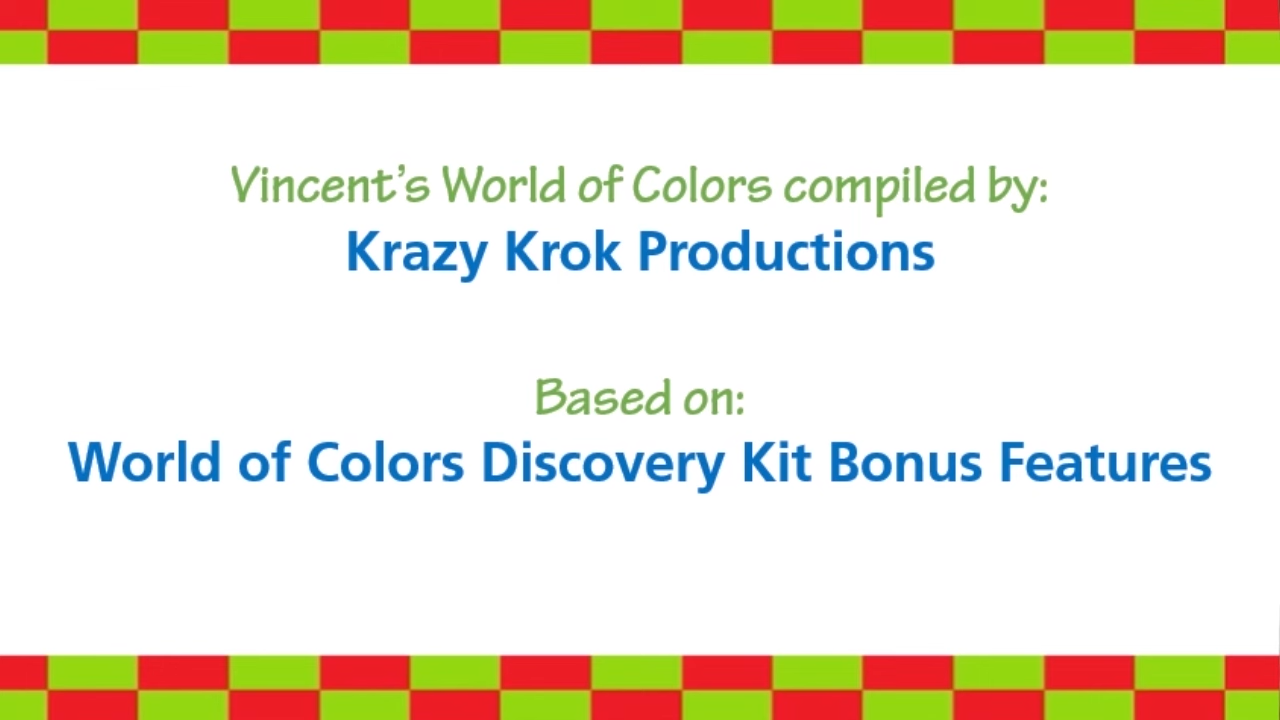 Vincent's World of Colors compiled by:
Krazy Krok Productions
Based on:
World of Colors Discovery Kit Bonus Features